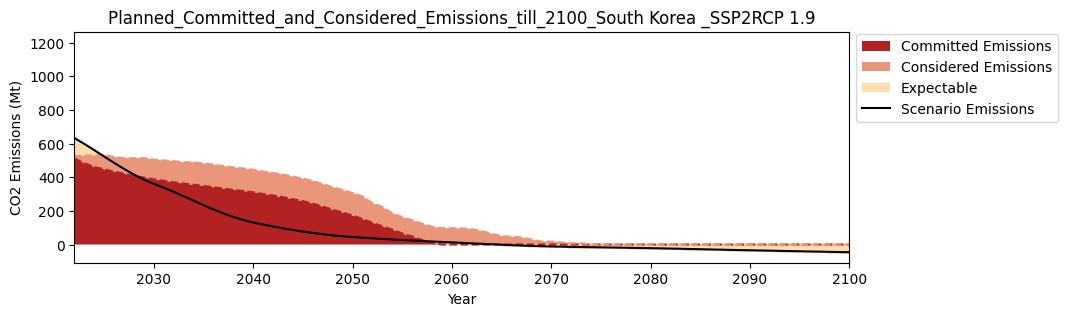 Planned_Committed_and_Considered_Emissions_till_2100_South Korea _SSP2RCP 1.9
CO2 Emissions (Mt)
1200
1000
800
600
400
200
0
2030 2040 2050 2060 2070 2080 2090 2100
Year
Committed Emissions
Considered Emissions
Expectable
Scenario Emissions